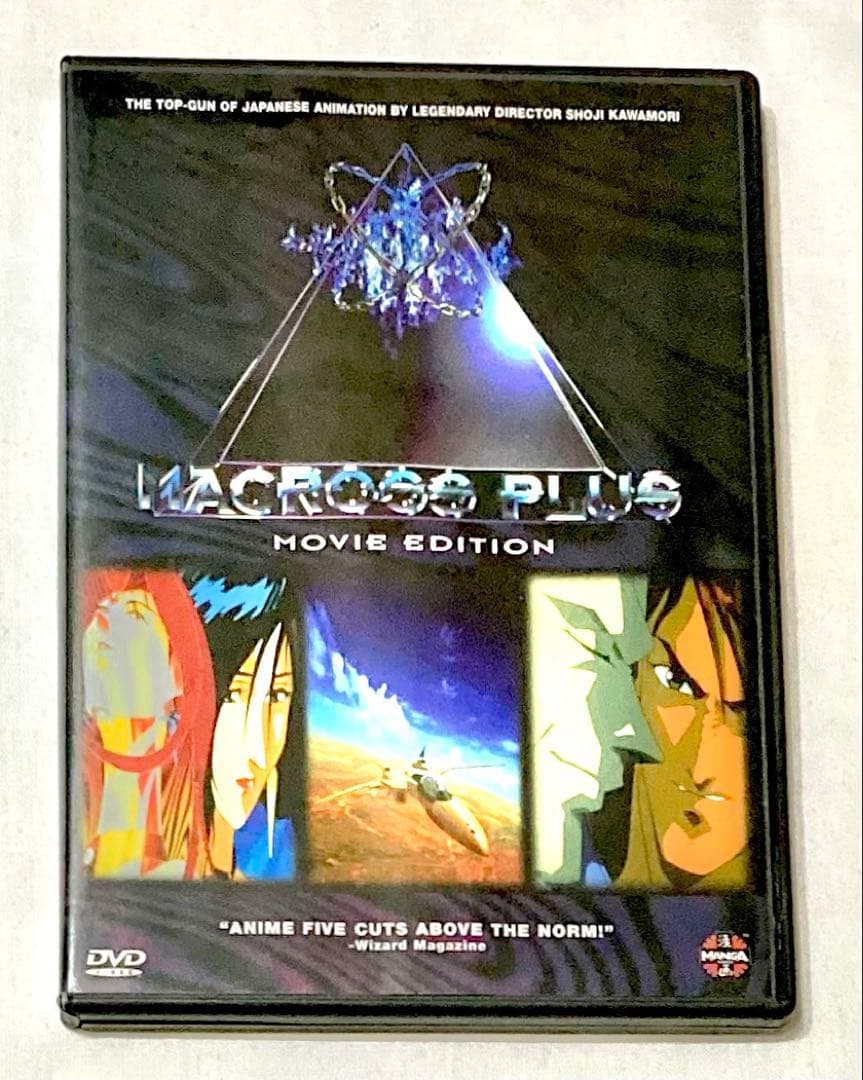 THE TOP-GUN OF JAPANESE ANIMATION BY LEGENDARY DIRECTOR SHOJI KAWAMORI
MACROSS PLUS
MOVIE EDITION
"ANIME FIVE CUTS ABOVE THE NORM!"
-Wizard Magazine
DVD
MANGA